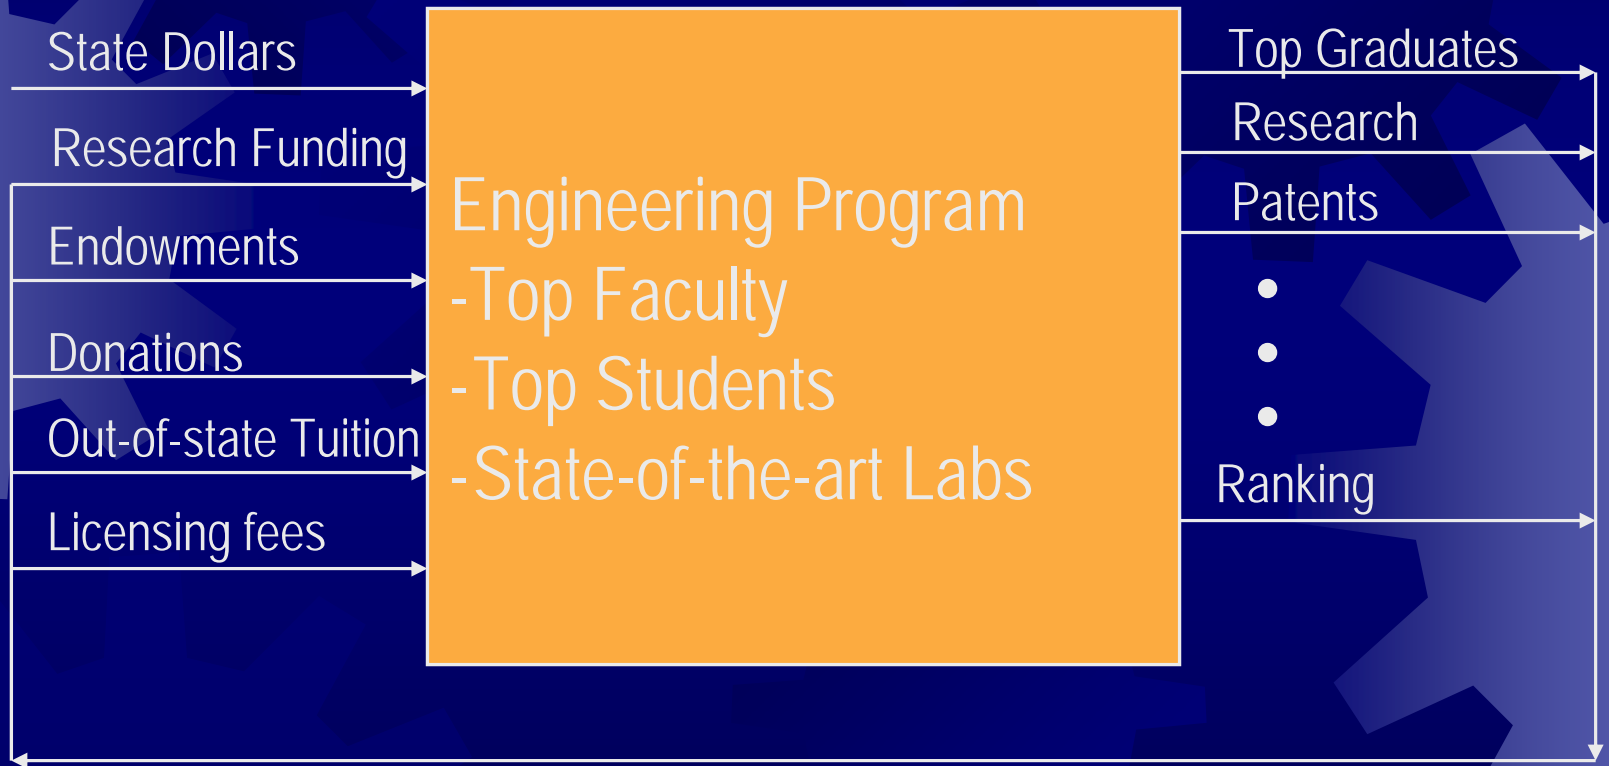 State Dollars
Research Funding
Endowments
Donations
Out-of-state Tuition
Licensing fees
Engineering Program
-Top Faculty
-Top Students
-State-of-the-art Labs
Top Graduates
Research
Patents
•
•
•
Ranking